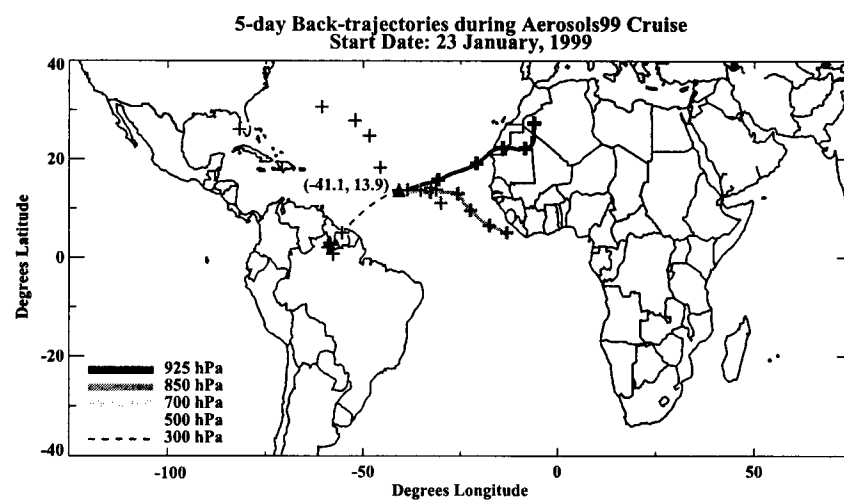 5-day Back-trajectories during Aerosols99 Cruise
Start Date: 23 January, 1999
40
20
0
-20
-40
Degrees Latitude
(-41.1, 13.9)
925 hPa
850 hPa
700 hPa
500 hPa
300 hPa
-100
-50
0
50
Degrees Longitude